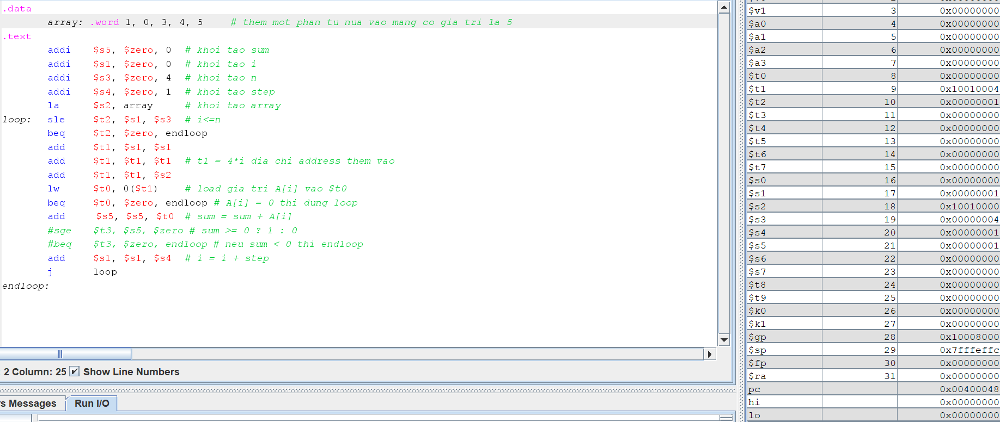 .data
array: .word 1, 0, 3, 4, 5 # them mot phan tu nua vao mang co gia tri la 5
.text
addi $s5, $zero, 0 # khoi tao sum
addi $s1, $zero, 0 # khoi tao i
addi $s3, $zero, 4 # khoi tao n
addi $s4, $zero, 1 # khoi tao step
la $s2, array # khoi tao array
loop: sle $t2, $s1, $s3 # i<=n
beq $t2, $zero, endloop
add $t1, $s1, $s1
add $t1, $t1, $t1 # t1 = 4*i dia chi address them vao
add $t1, $t1, $s2
lw $t0, 0($t1) # load gia tri A[i] vao $t0
beq $t0, $zero, endloop # A[i] = 0 thi dung loop
add $s5, $s5, $t0 # sum = sum + A[i]
#sge $t3, $s5, $zero # sum >= 0 ? 1 : 0
#beq $t3, $zero, endloop # neu sum < 0 thi endloop
add $s1, $s1, $s4 # i = i + step
j loop
endloop:
: 2 Column: 25 Show Line Numbers
s Messages Run I/O
$v1 3 0x00000000
$a0 4 0x00000000
$a1 5 0x00000000
$a2 6 0x00000000
$a3 7 0x00000000
$t0 8 0x00000000
$t1 9 0x10010004
$t2 10 0x00000001
$t3 11 0x00000000
$t4 12 0x00000000
$t5 13 0x00000000
$t6 14 0x00000000
$t7 15 0x00000000
$s0 16 0x00000000
$s1 17 0x00000001
$s2 18 0x10010000
$s3 19 0x00000004
$s4 20 0x00000001
$s5 21 0x00000001
$s6 22 0x00000000
$s7 23 0x00000000
$t8 24 0x00000000
$t9 25 0x00000000
$k0 26 0x00000000
$k1 27 0x00000000
$gp 28 0x10008000
$sp 29 0x7fffeffc
$fp 30 0x00000000
$ra 31 0x00000000
pc 0x00400048
hi 0x00000000
lo 0x00000000